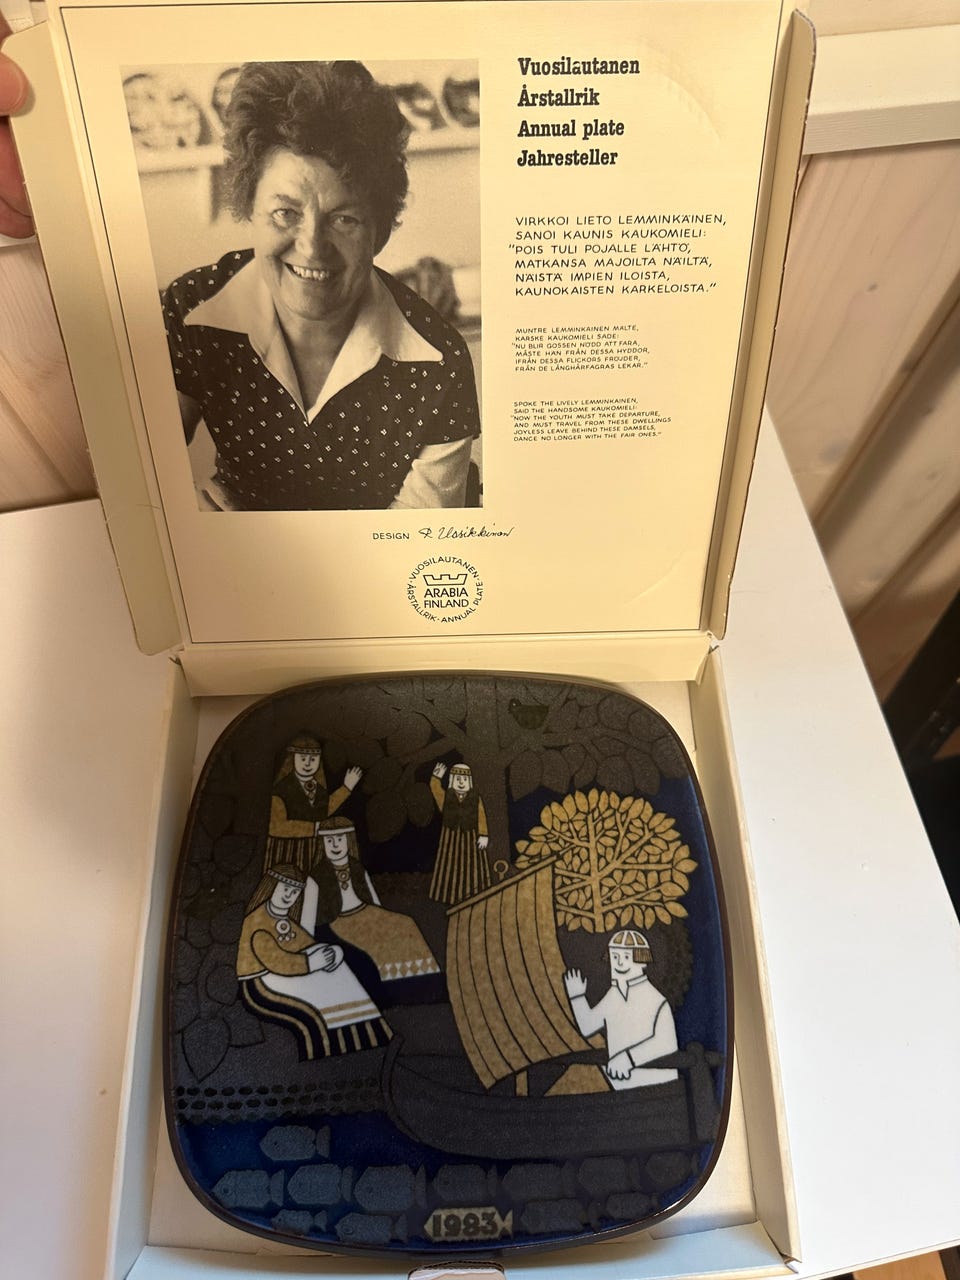 Vuosilautanen
Årstallrik
Annual plate
Jahresteller
VIRKKOI LIETO LEMMINKÄINEN,
SANOI KAUNIS KAUKOMIELI:
"POIS TULI POJALLE LÄHTÖ,
MATKANSA MAJOILTA NÄILTÄ,
NÄISTÄ IMPIEN ILOISTA,
KAUNOKAISTEN KARKELOISTA."
MUNTRE LEMMINKÄINEN MÄLTE,
KARSKE KAUKOMIELI SADE:
"NU BLIR GOSSEN NÖDD ATT FARA,
MÅSTE HAN FRÅN DESSA HYDDOR,
IFRÅN DESSA FLICKORS FRÖJDER,
FRÅN DE LÅNGHÅRFAGRAS LEKAR."
SPOKE THE LIVELY LEMMINKAINEN,
SAID THE HANDSOME KAUKOMIELI:
"NOW THE YOUTH MUST TAKE DEPARTURE,
AND MUST TRAVEL FROM THESE DWELLINGS
JOYLESS LEAVE BEHIND THESE DAMSELS,
DANCE NO LONGER WITH THE FAIR ONES."
DESIGN R Uosikkinen
VUOSILAUTANEN · ÅRSTALLRIK · ANNUAL PLATE ·
ARABIA
FINLAND
1983